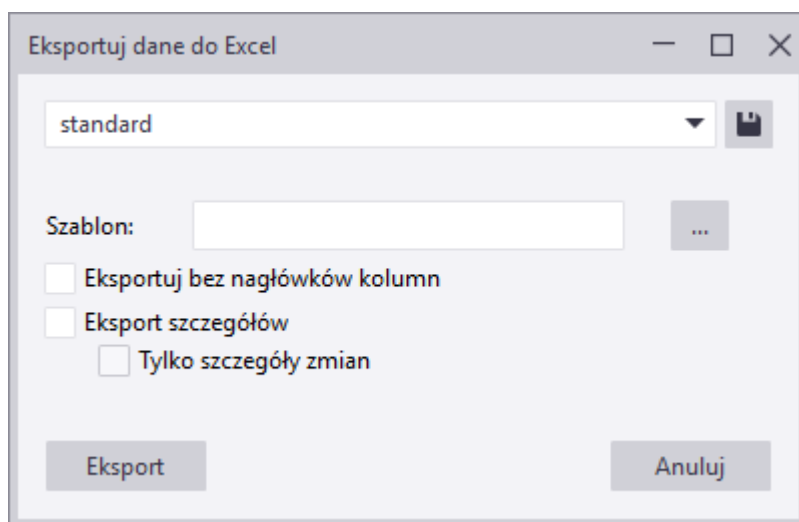 Eksportuj dane do Excel
standard
Szablon:
...
Eksportuj bez nagłówków kolumn
Eksport szczegółów
Tylko szczegóły zmian
Eksport
Anuluj